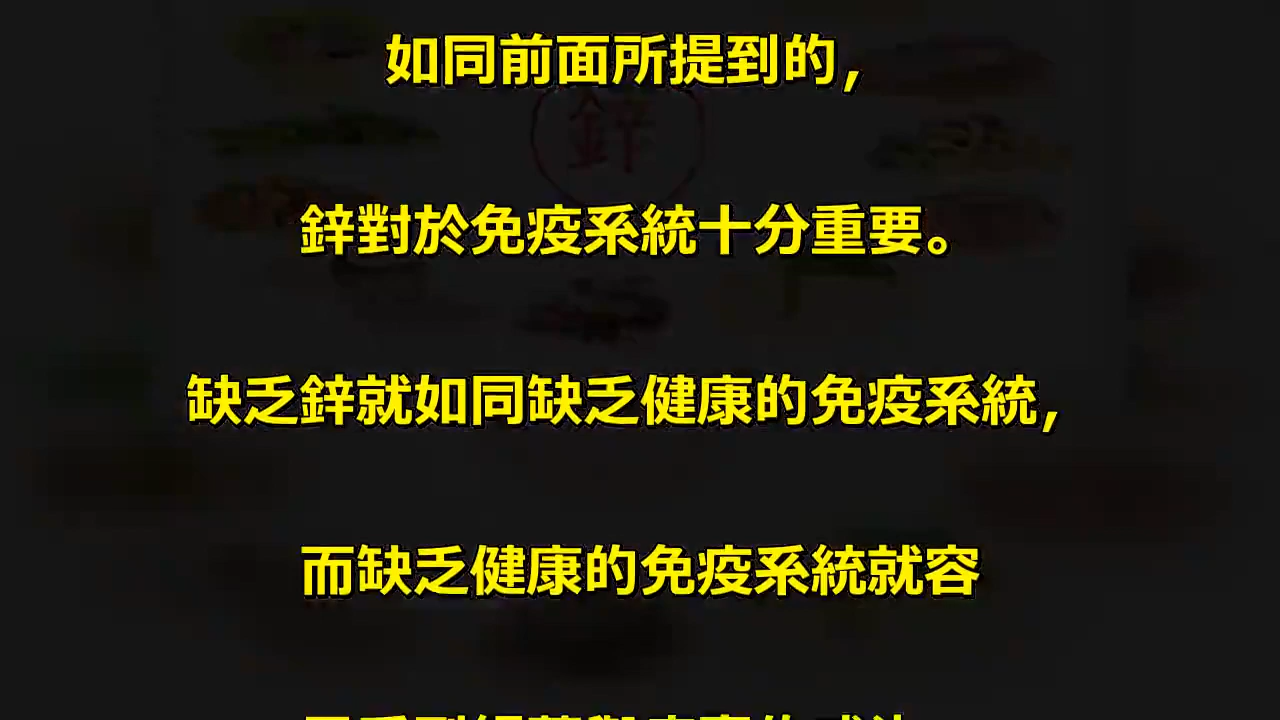 如同前面所提到的，
鋅
鋅對於免疫系統十分重要。
缺乏鋅就如同缺乏健康的免疫系統，
而缺乏健康的免疫系統就容